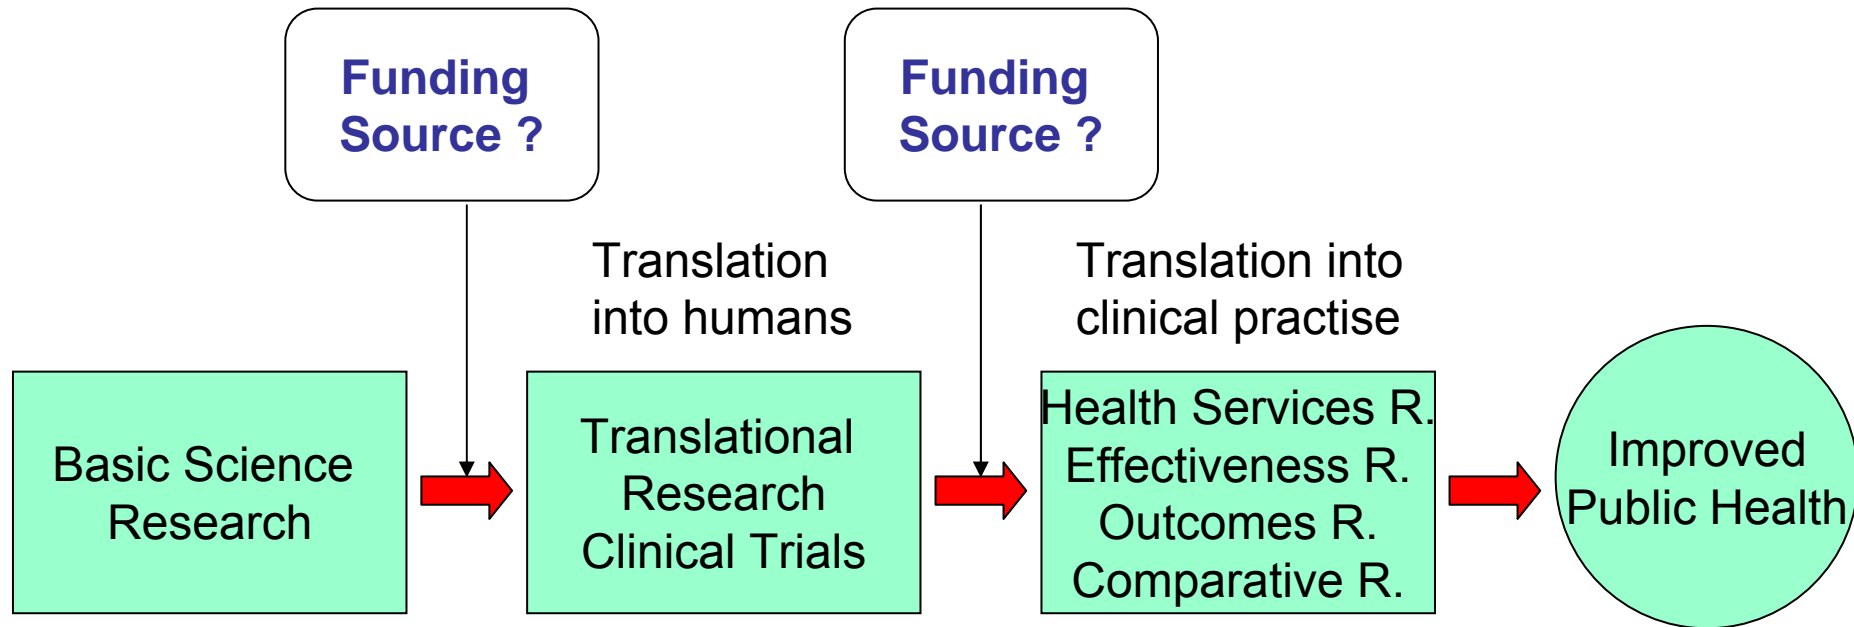 Funding
Source ?
Funding
Source ?
Translation
into humans
Translation into
clinical practise
Basic Science
Research
Translational
Research
Clinical Trials
Health Services R.
Effectiveness R.
Outcomes R.
Comparative R.
Improved
Public Health